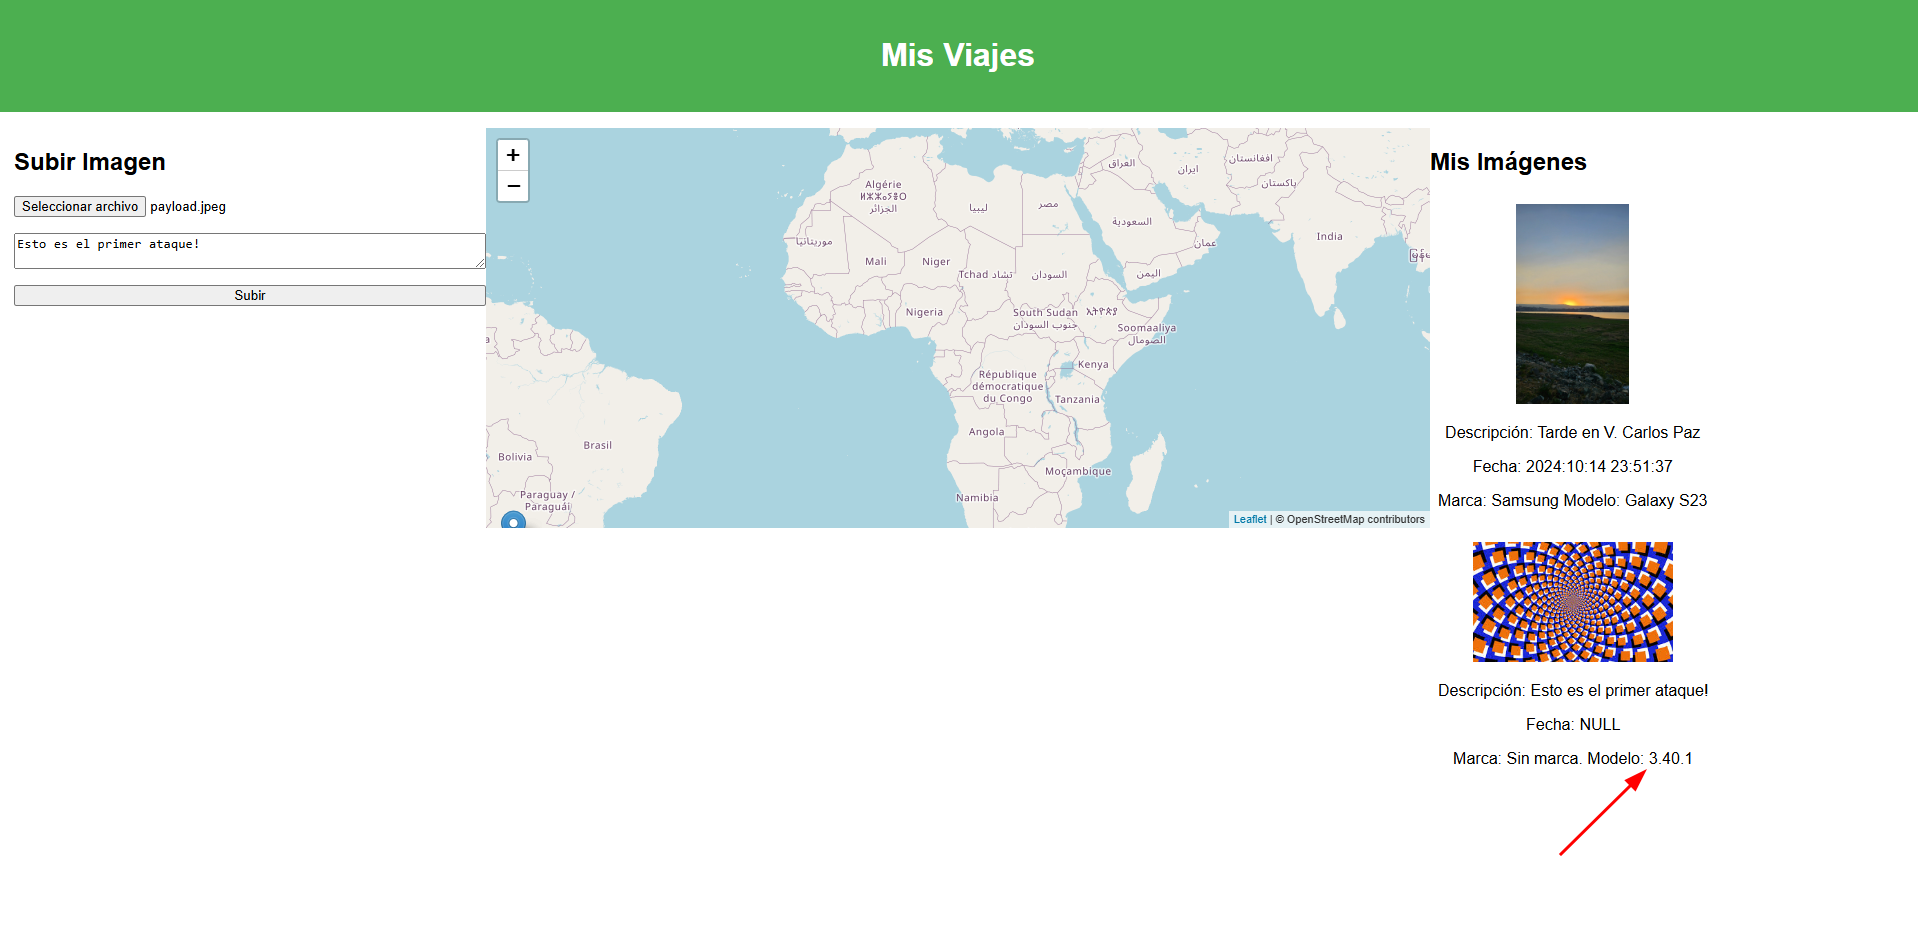 Mis Viajes
Subir Imagen
Seleccionar archivo payload.jpeg
Esto es el primer ataque!
Subir
+
−
Algérie
ⵍⵣⵣⴰⵢⴻⵔ
الجزائر
ليبيا
مصر
العراق
ایران
افغانستان
پاکستان
السعودية
عمان
India
موريتانيا
Mali
Niger
Tchad تشاد
السودان
اليمن
Nigeria
South Sudan
جنوب السودان
ኢትዮጵያ
Soomaaliya
الصومال
Kenya
République
démocratique
du Congo
Tanzania
Angola
Brasil
Bolivia
Moçambique
Namibia
Paraguay /
Paraguái
Leaflet | © OpenStreetMap contributors
Mis Imágenes
Descripción: Tarde en V. Carlos Paz
Fecha: 2024:10:14 23:51:37
Marca: Samsung Modelo: Galaxy S23
Descripción: Esto es el primer ataque!
Fecha: NULL
Marca: Sin marca. Modelo: 3.40.1